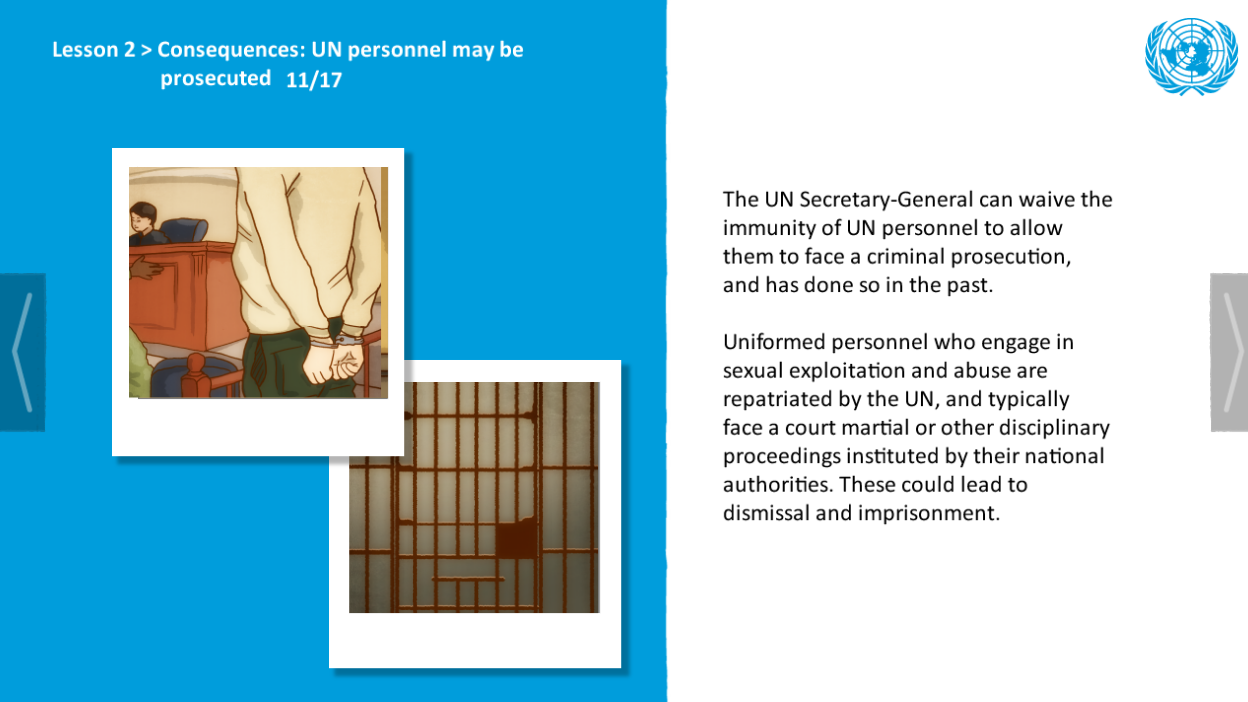 Lesson 2 > Consequences: UN personnel may be
prosecuted 11/17
The UN Secretary-General can waive the
immunity of UN personnel to allow
them to face a criminal prosecution,
and has done so in the past.
Uniformed personnel who engage in
sexual exploitation and abuse are
repatriated by the UN, and typically
face a court martial or other disciplinary
proceedings instituted by their national
authorities. These could lead to
dismissal and imprisonment.